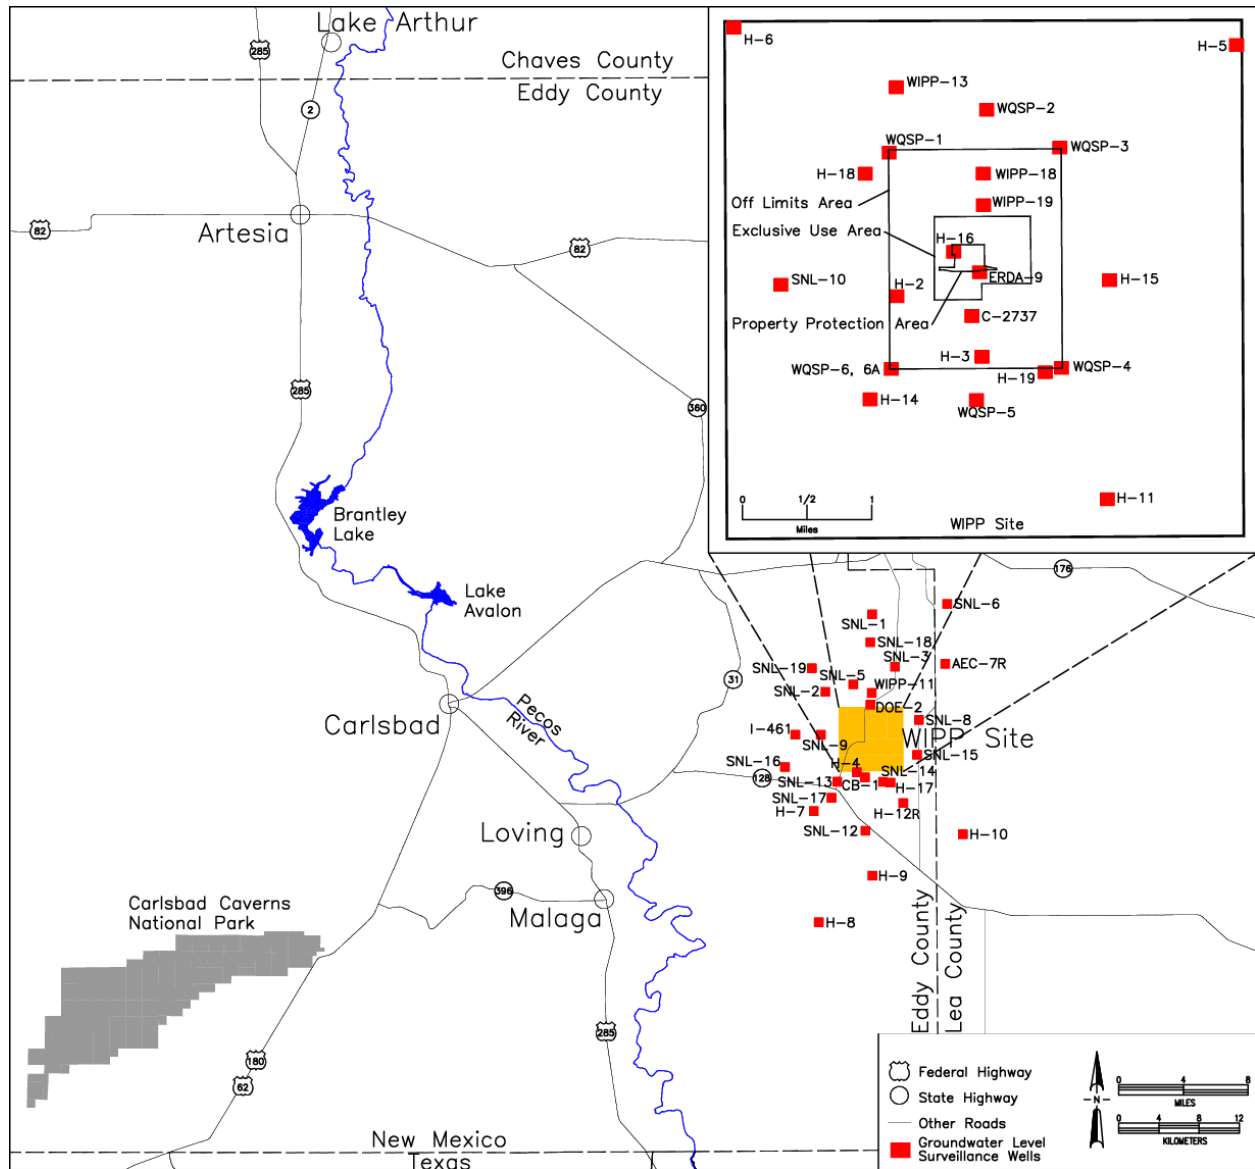 Lake Arthur
285
Chaves County
Eddy County
2
82
Artesia
82
285
360
Brantley
Lake
Lake
Avalon
Carlsbad
Pecos
River
31
Loving
128
396
Malaga
285
Carlsbad Caverns
National Park
180
62
New Mexico
Texas
H-6
H-5
WIPP-13
WQSP-2
WQSP-1
WQSP-3
H-18
WIPP-18
Off Limits Area
WIPP-19
Exclusive Use Area
H-16
SNL-10
ERDA-9
H-15
H-2
Property Protection Area
C-2737
H-3
WQSP-6, 6A
H-19
WQSP-4
H-14
WQSP-5
H-11
0
1/2
1
Miles
WIPP Site
176
SNL-6
SNL-1
SNL-18
SNL-3
AEC-7R
SNL-19
SNL-5
SNL-2
WIPP-11
DOE-2
SNL-8
I-461
SNL-9
WIPP Site
SNL-15
SNL-16
H-4
SNL-14
SNL-13
CB-1
H-17
SNL-17
H-7
H-12R
SNL-12
H-10
H-9
H-8
Eddy County
Lea County
Federal Highway
State Highway
Other Roads
Groundwater Level
Surveillance Wells
N
0
4
8
MILES
0
4
8
12
KILOMETERS